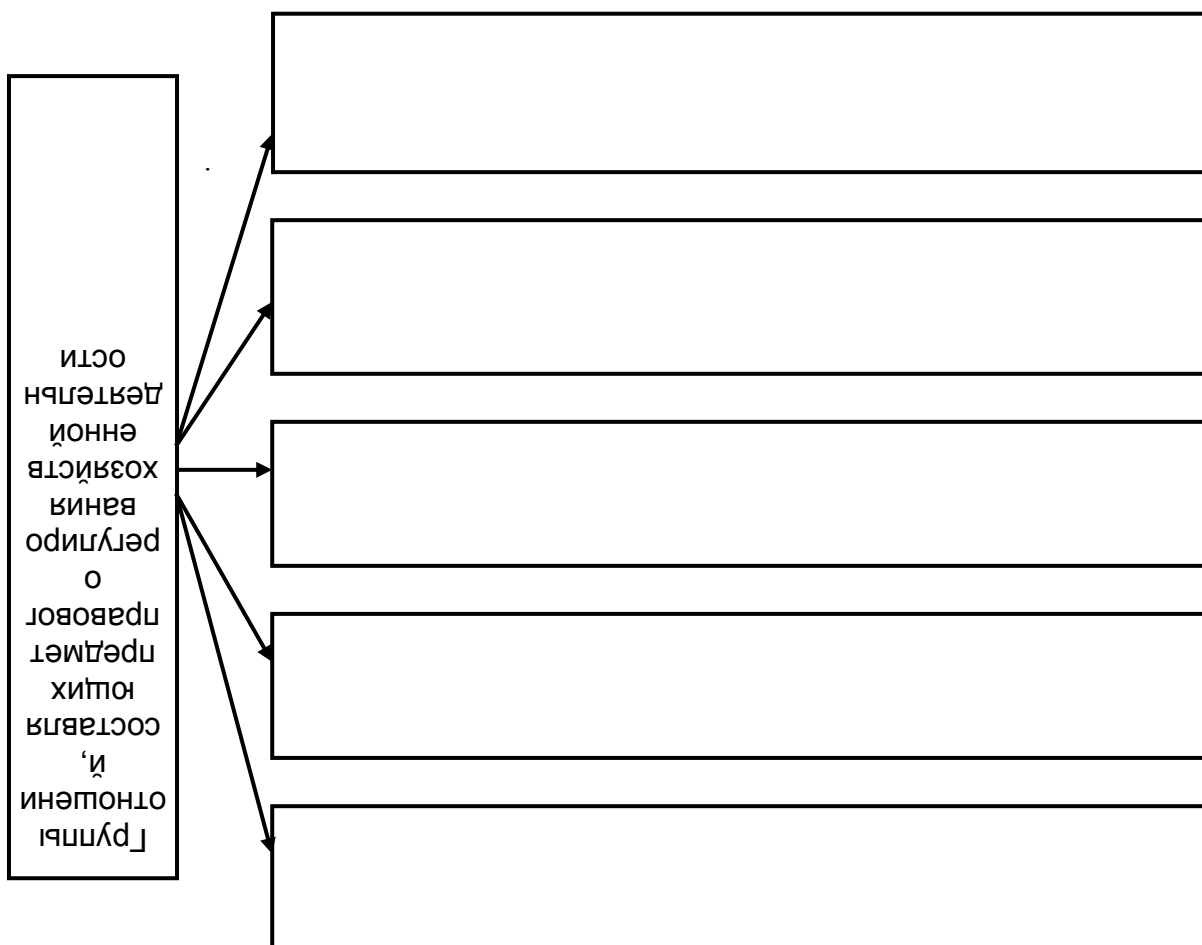 Группы
отношени
й,
составля
ющих
предмет
правовог
о
регулиро
вания
хозяйств
енной
деятельн
ости